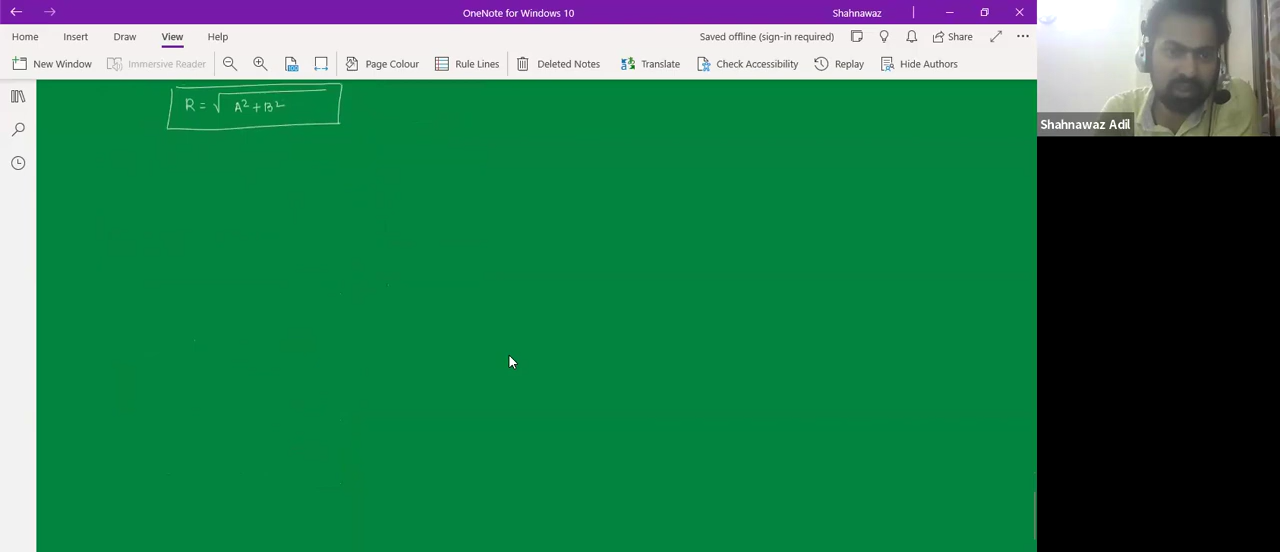 OneNote for Windows 10
Shahnawaz
Home Insert Draw View Help
Saved offline (sign-in required)
Share
New Window
Immersive Reader
Page Colour
Rule Lines
Deleted Notes
Translate
Check Accessibility
Replay
Hide Authors
R = √A²+B²
Shahnawaz Adil